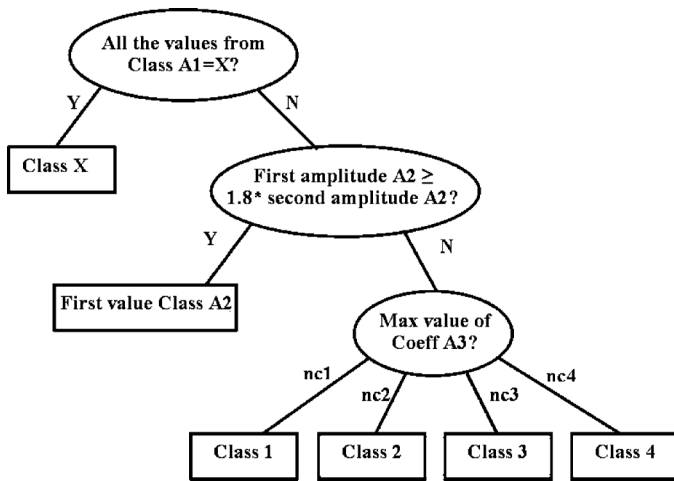 All the values from
Class A1=X?
Y
N
Class X
First amplitude A2 ≥
1.8* second amplitude A2?
Y
N
First value Class A2
Max value of
Coeff A3?
nc1
nc2
nc3
nc4
Class 1
Class 2
Class 3
Class 4